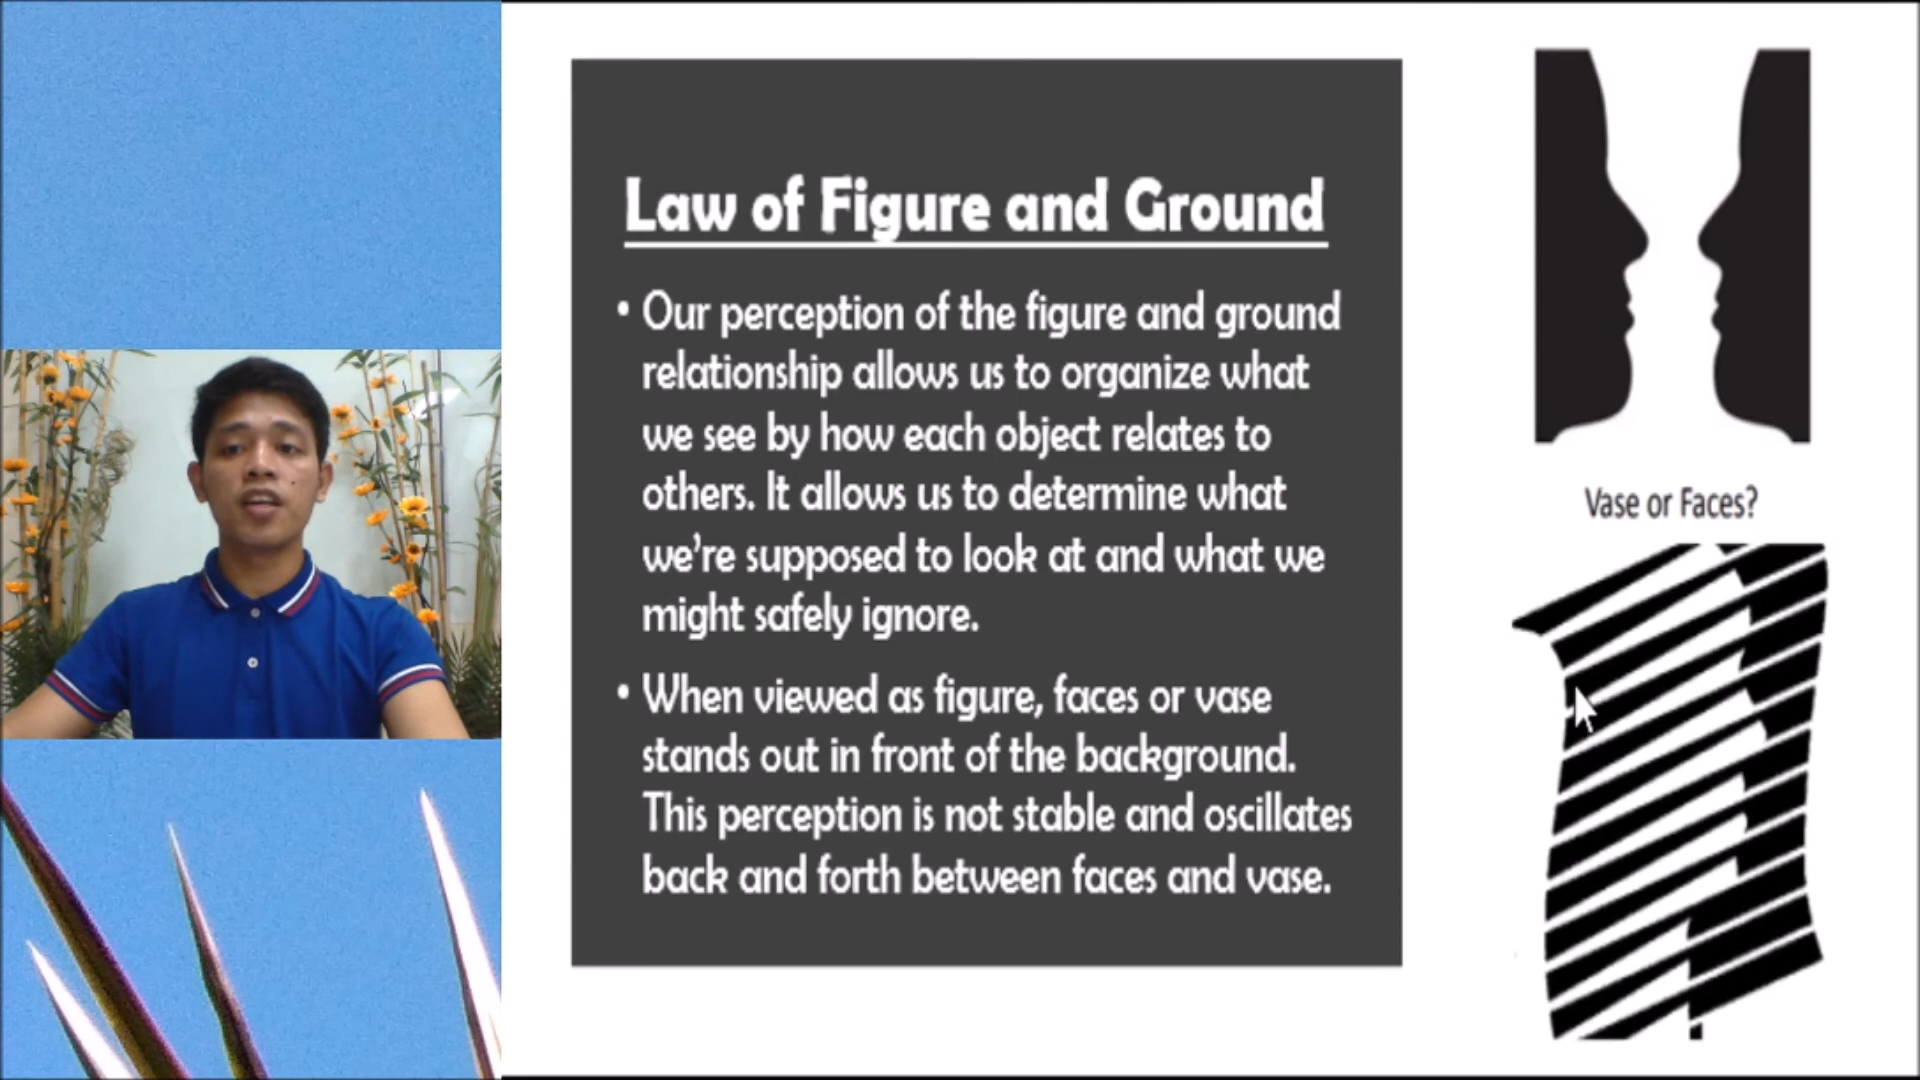 Law of Figure and Ground
• Our perception of the figure and ground
relationship allows us to organize what
we see by how each object relates to
others. It allows us to determine what
we're supposed to look at and what we
might safely ignore.
• When viewed as figure, faces or vase
stands out in front of the background.
This perception is not stable and oscillates
back and forth between faces and vase.
Vase or Faces?